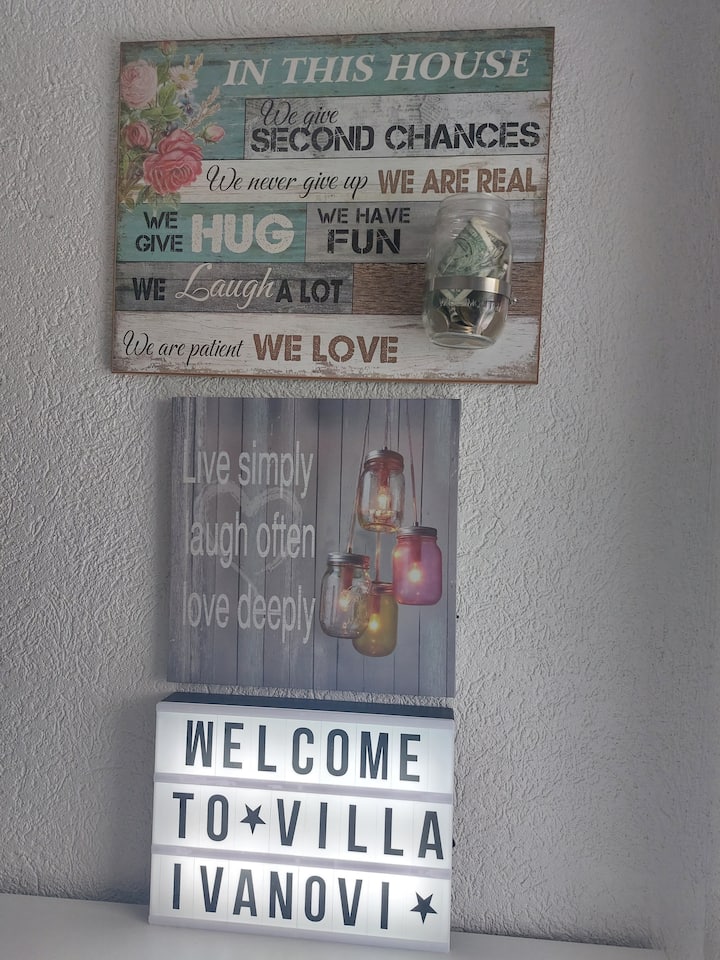 IN THIS HOUSE
We give
SECOND CHANCES
We never give up WE ARE REAL
WE GIVE HUG WE HAVE FUN
WE Laugh A LOT
We are patient WE LOVE
Live simply
laugh often
love deeply
WELCOME
TO★VILLA
IVANOVI★